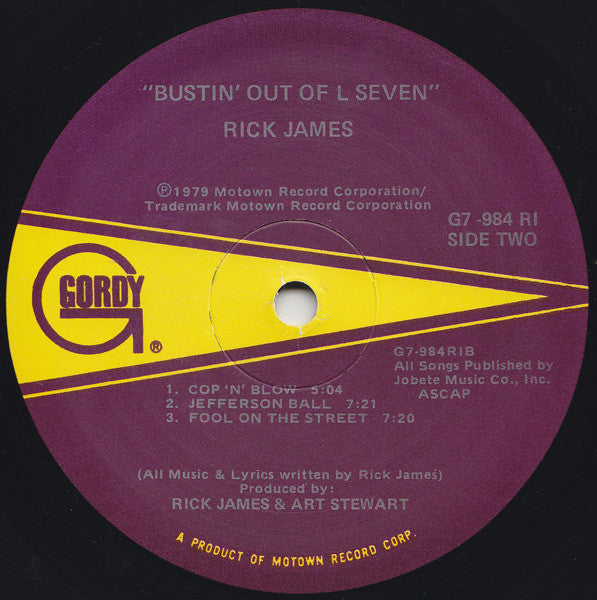 "BUSTIN' OUT OF L SEVEN"
RICK JAMES
℗1979 Motown Record Corporation/
Trademark Motown Record Corporation
G7 -984 RI
SIDE TWO
GORDY
®
G7-984RIB
All Songs Published by
Jobete Music Co., Inc.
ASCAP
1. COP 'N' BLOW 5:04
2. JEFFERSON BALL 7:21
3. FOOL ON THE STREET 7:20
(All Music & Lyrics written by Rick James)
Produced by:
RICK JAMES & ART STEWART
A PRODUCT OF MOTOWN RECORD CORP.